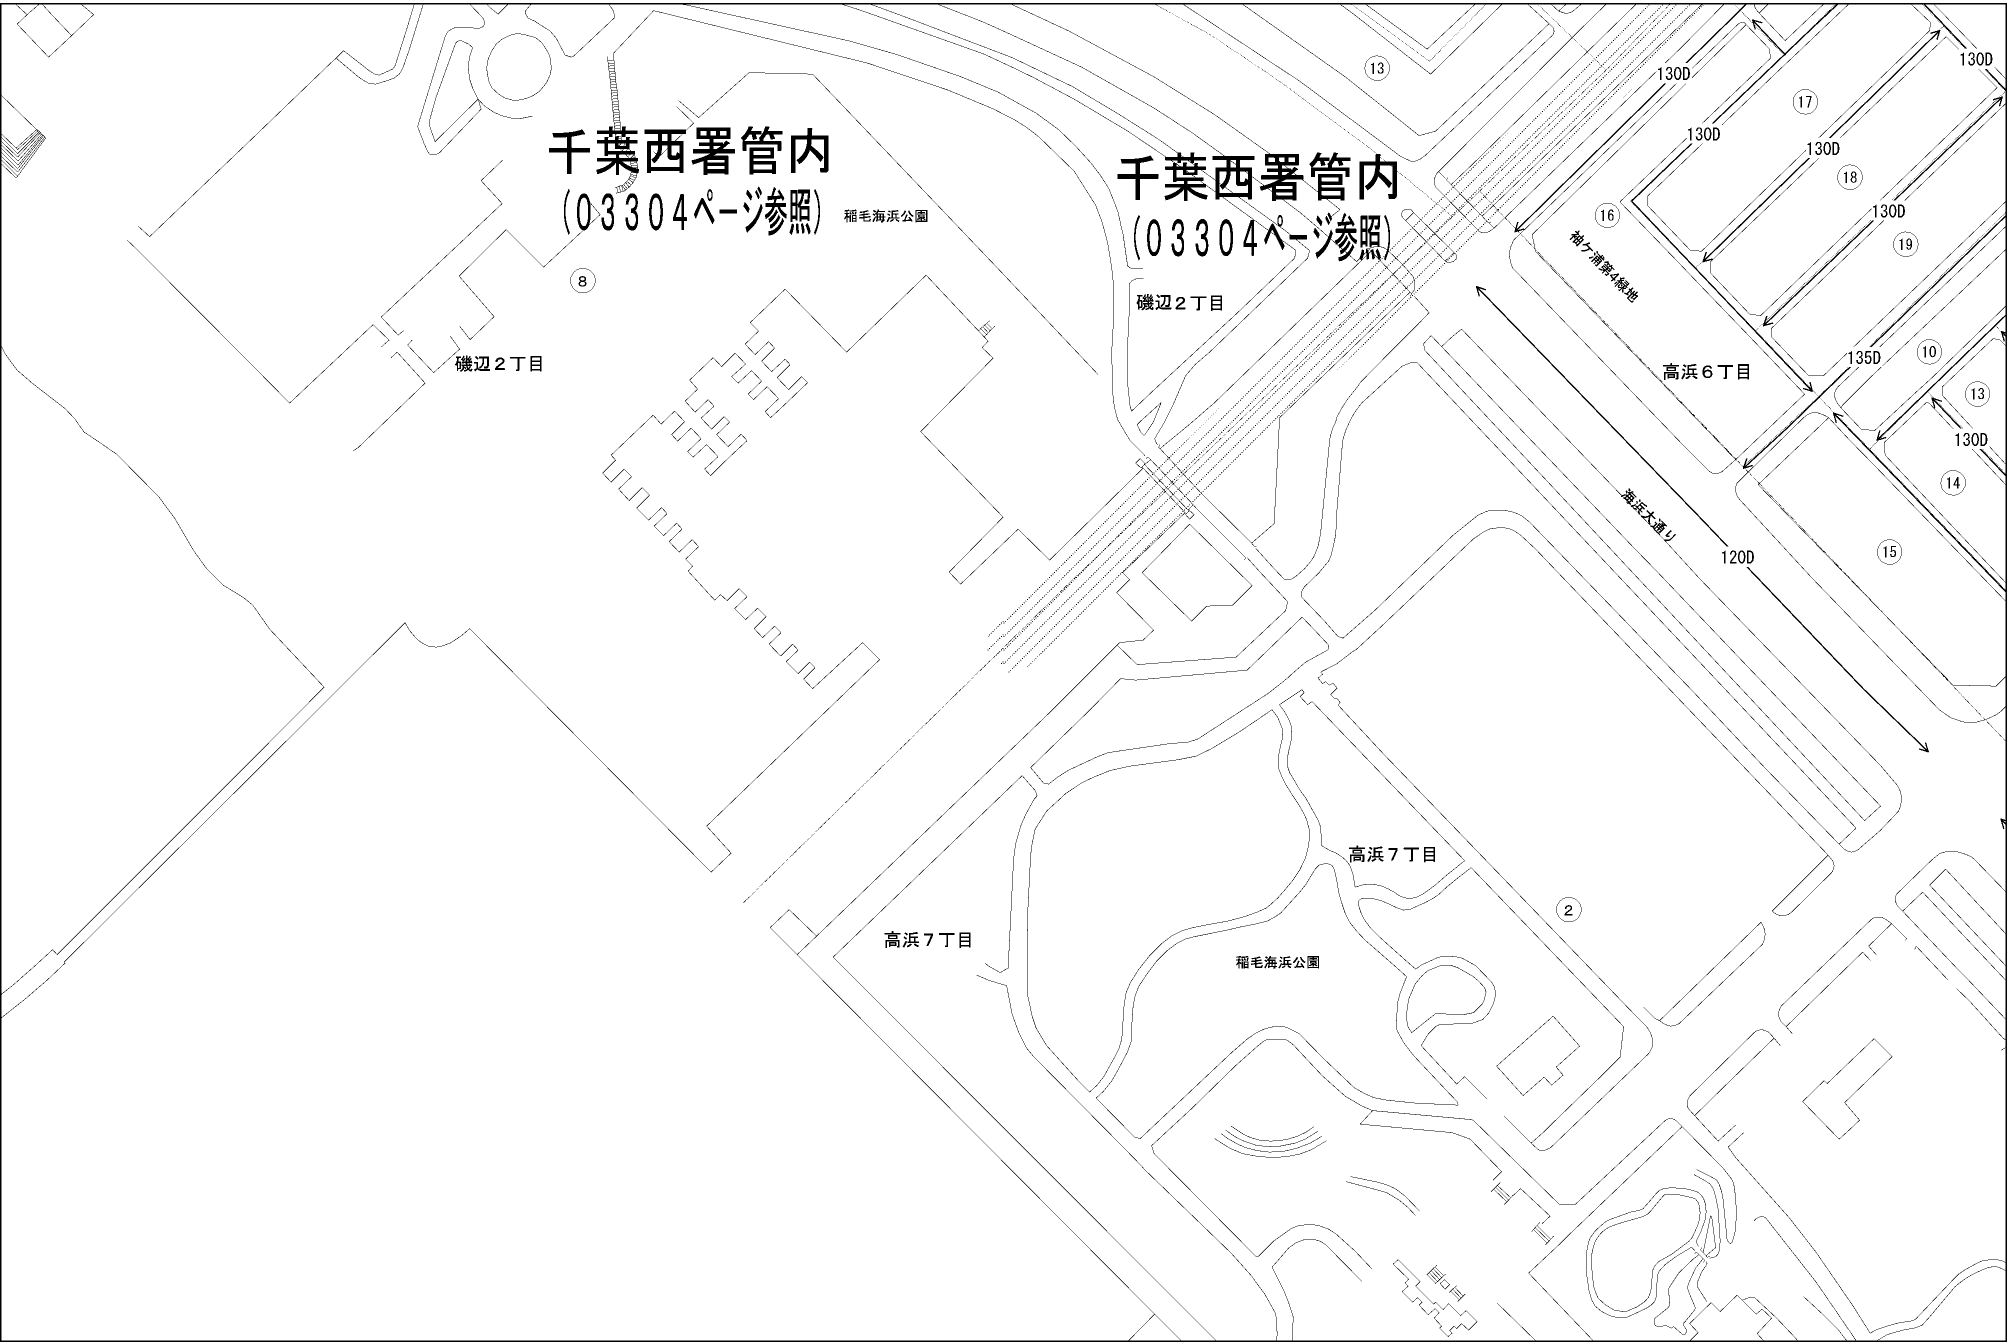 千葉西署管内
(03304ページ参照)
稲毛海浜公園
⑧
磯辺2丁目
千葉西署管内
(03304ページ参照)
磯辺2丁目
⑬
130D
130D
⑰
130D
130D
⑱
⑯
130D
⑲
袖ケ浦第4緑地
高浜6丁目
135D
⑩
⑬
130D
⑭
⑮
海浜大通り
120D
高浜7丁目
②
高浜7丁目
稲毛海浜公園